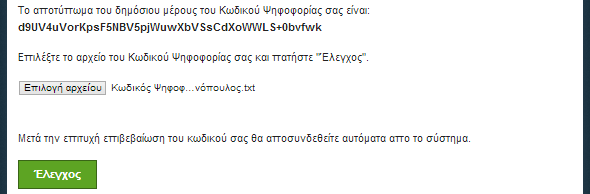 Το αποτύπωμα του δημόσιου μέρους του Κωδικού Ψηφοφορίας σας είναι:
d9UV4uVorKpsF5NBV5pjWuwXbVSsCdXoWWLS+0bvfwk
Επιλέξτε το αρχείο του Κωδικού Ψηφοφορίας σας και πατήστε "Έλεγχος".
Επιλογή αρχείου Κωδικός Ψηφοφ...νόπουλος.txt
Μετά την επιτυχή επιβεβαίωση του κωδικού σας θα αποσυνδεθείτε αυτόματα απο το σύστημα.
Έλεγχος